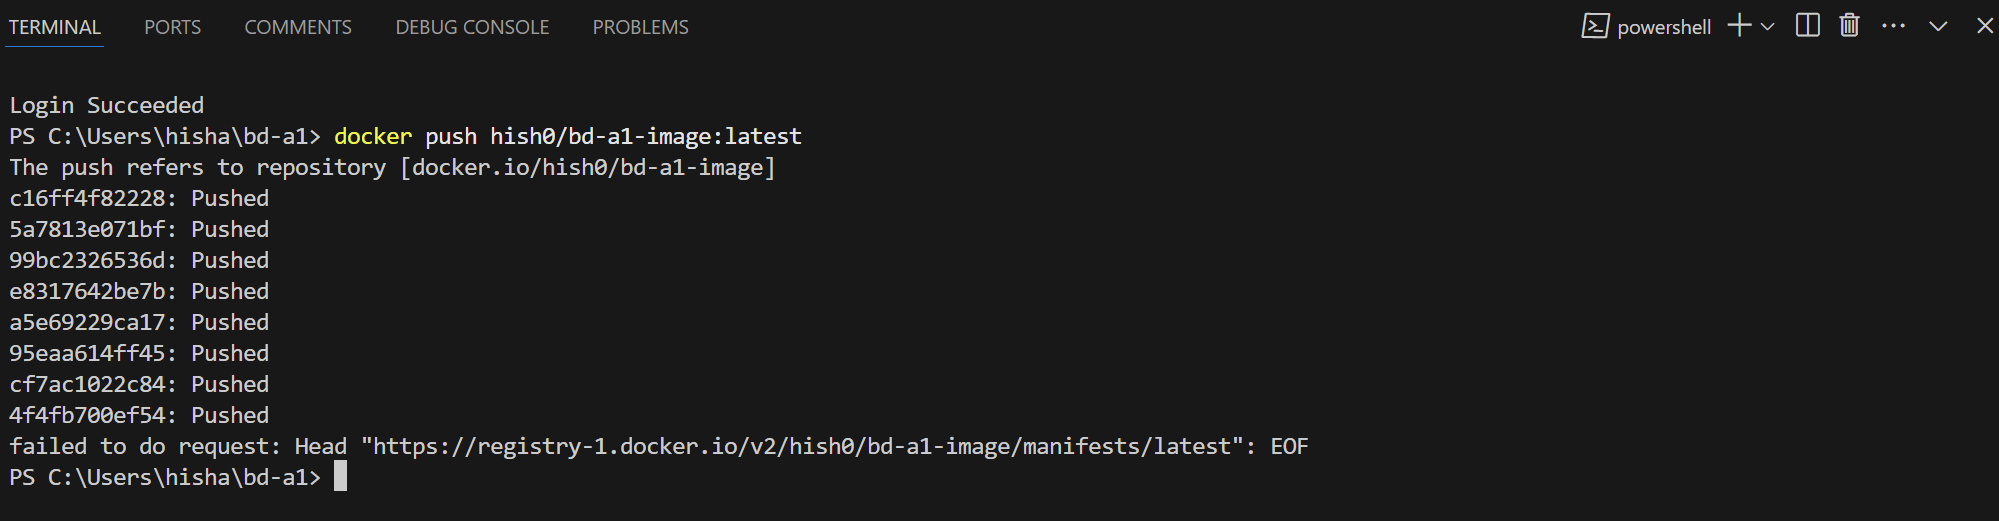 TERMINAL PORTS COMMENTS DEBUG CONSOLE PROBLEMS powershell
Login Succeeded
PS C:\Users\hisha\bd-a1> docker push hish0/bd-a1-image:latest
The push refers to repository [docker.io/hish0/bd-a1-image]
c16ff4f82228: Pushed
5a7813e071bf: Pushed
99bc2326536d: Pushed
e8317642be7b: Pushed
a5e69229ca17: Pushed
95eaa614ff45: Pushed
cf7ac1022c84: Pushed
4f4fb700ef54: Pushed
failed to do request: Head "https://registry-1.docker.io/v2/hish0/bd-a1-image/manifests/latest": EOF
PS C:\Users\hisha\bd-a1>